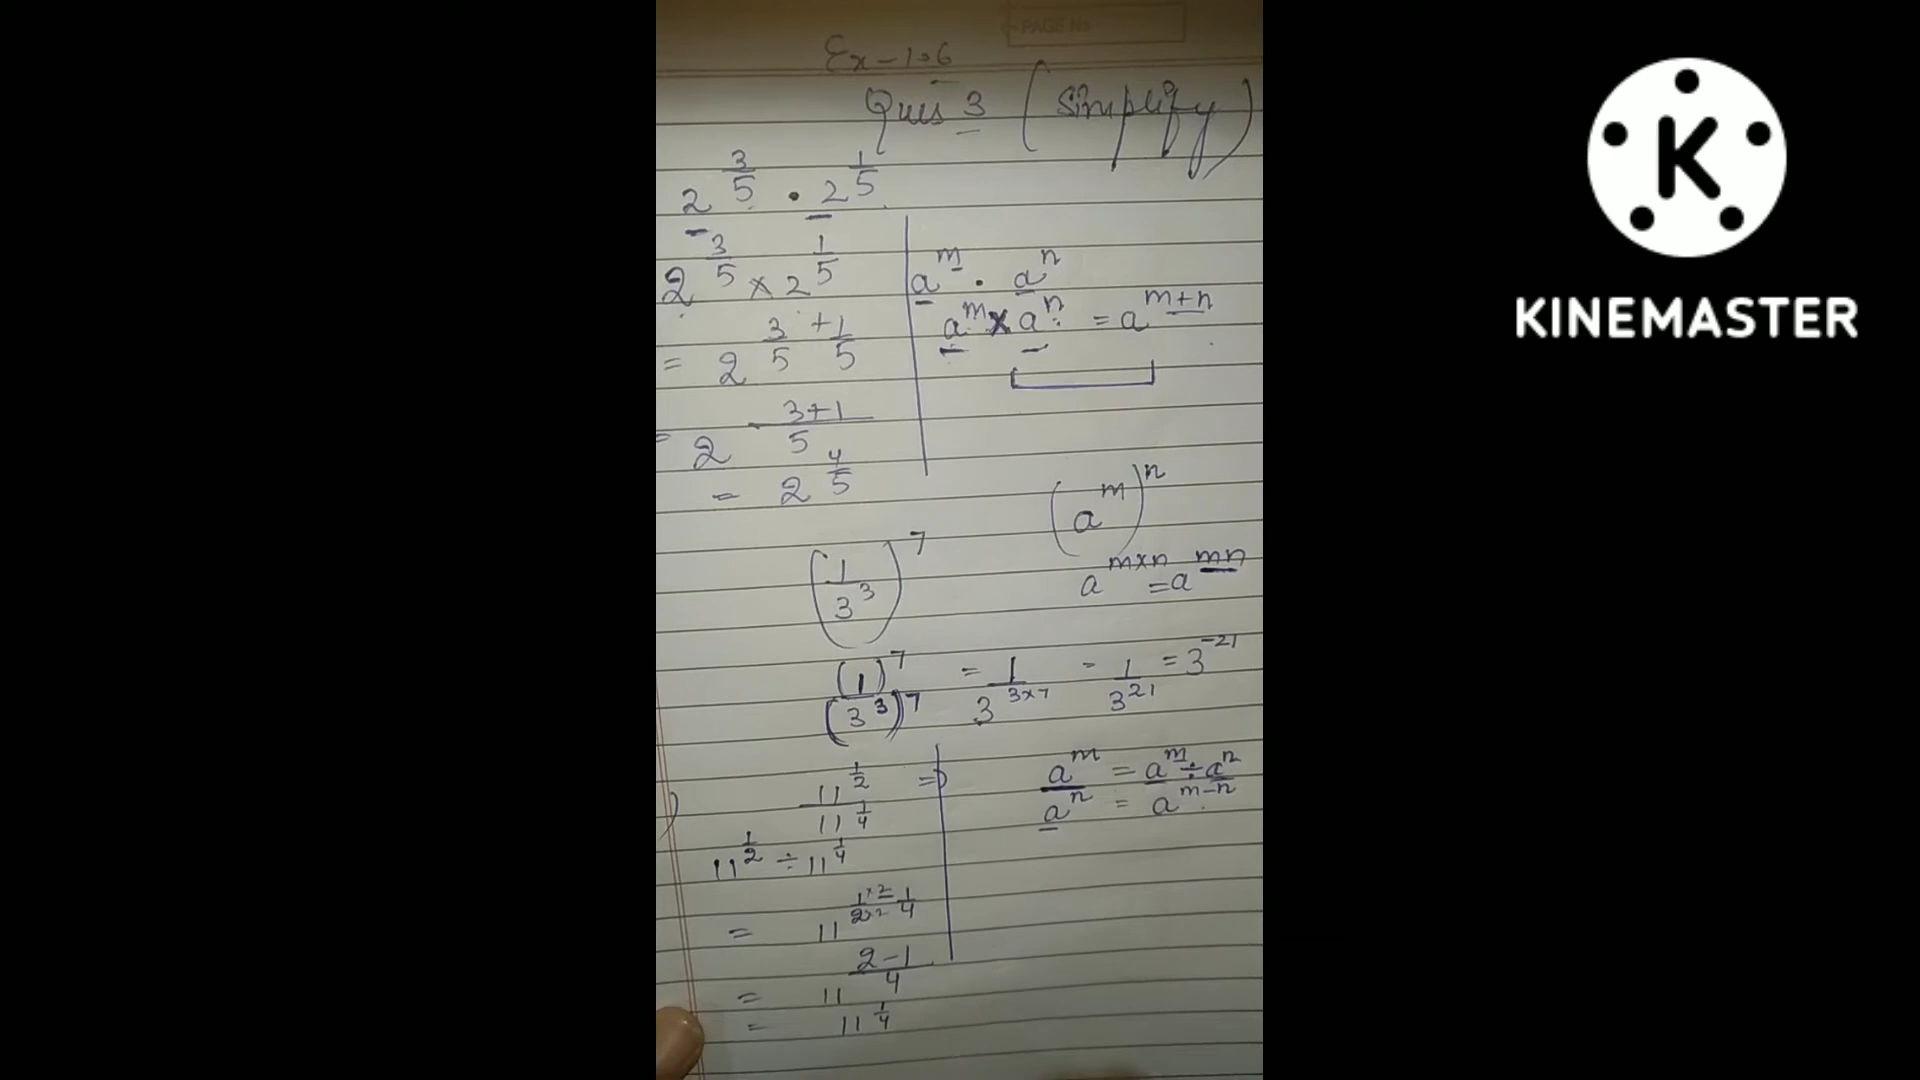 PAGE No
Ex-1.6
Ques 3 (Simplify)
2^(3/5) . 2^(1/5)
2^(3/5) × 2^(1/5)
= 2^(3/5 + 1/5)
= 2^((3+1)/5)
= 2^(4/5)
a^m . a^n
a^m × a^n = a^(m+n)
(1/3^3)^7
(a^m)^n
a^(m×n) = a^(mn)
(1)^7/(3^3)^7 = 1/3^(3×7) = 1/3^21 = 3^-21
) 11^(1/2)/11^(1/4) ⇒
11^(1/2) ÷ 11^(1/4)
= 11^((1×2)/(2×2) - 1/4)
= 11^((2-1)/4)
= 11^(1/4)
a^m/a^n = a^m ÷ a^n
= a^(m-n)
K
KINEMASTER